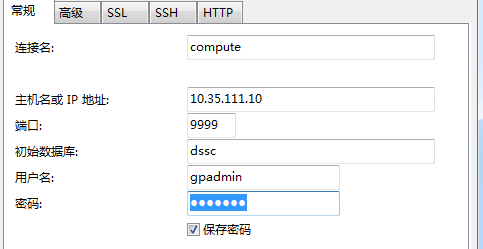 常规 高级 SSL SSH HTTP
连接名: compute
主机名或 IP 地址: 10.35.111.10
端口: 9999
初始数据库: dssc
用户名: gpadmin
密码: ●●●●●●●
保存密码